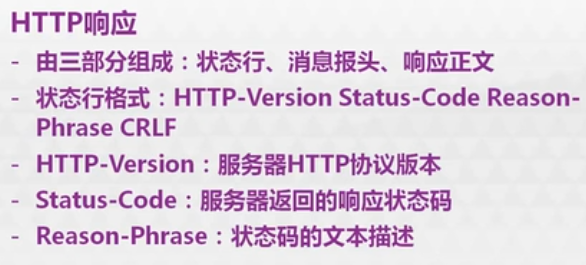 HTTP响应
- 由三部分组成：状态行、消息报头、响应正文
- 状态行格式：HTTP-Version Status-Code Reason-
Phrase CRLF
- HTTP-Version：服务器HTTP协议版本
- Status-Code：服务器返回的响应状态码
- Reason-Phrase：状态码的文本描述